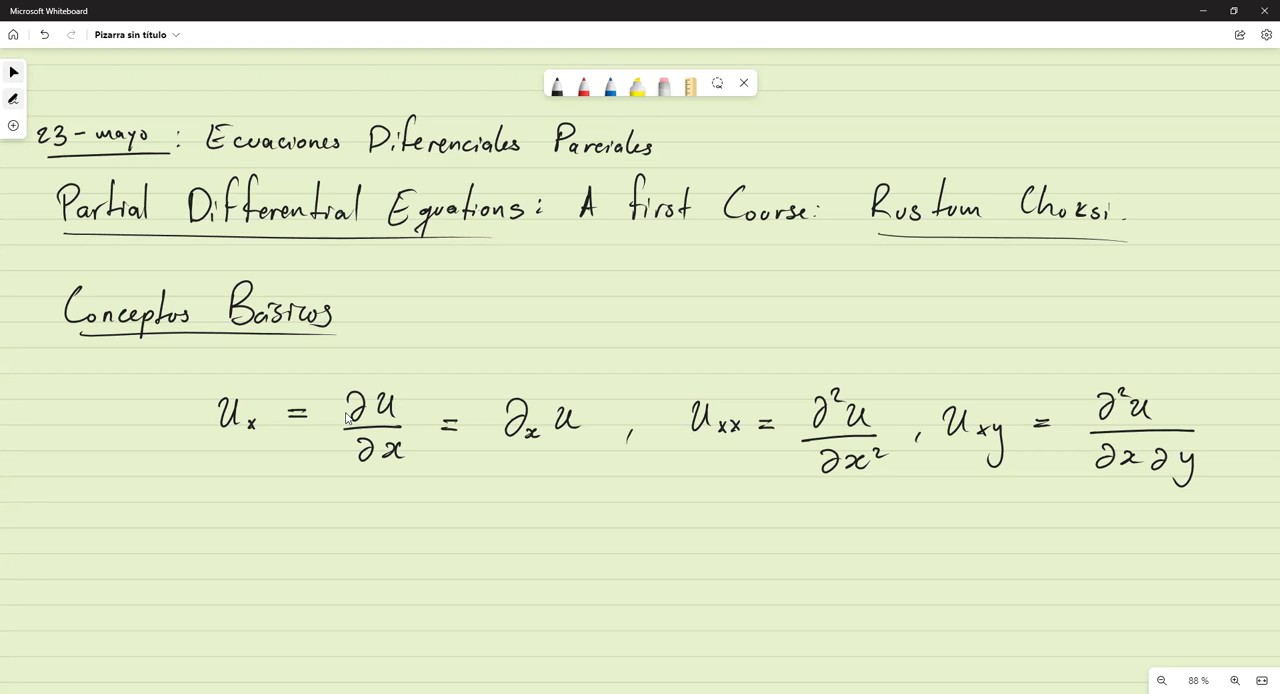 Microsoft Whiteboard
Pizarra sin título
23-mayo : Ecuaciones Diferenciales Parciales
Partial Differential Equations: A first Course: Rustum Choksi.
Conceptos Básicos
u_x = ∂u/∂x = ∂_x u , u_xx = ∂²u/∂x² , u_xy = ∂²u/∂x∂y
88 %